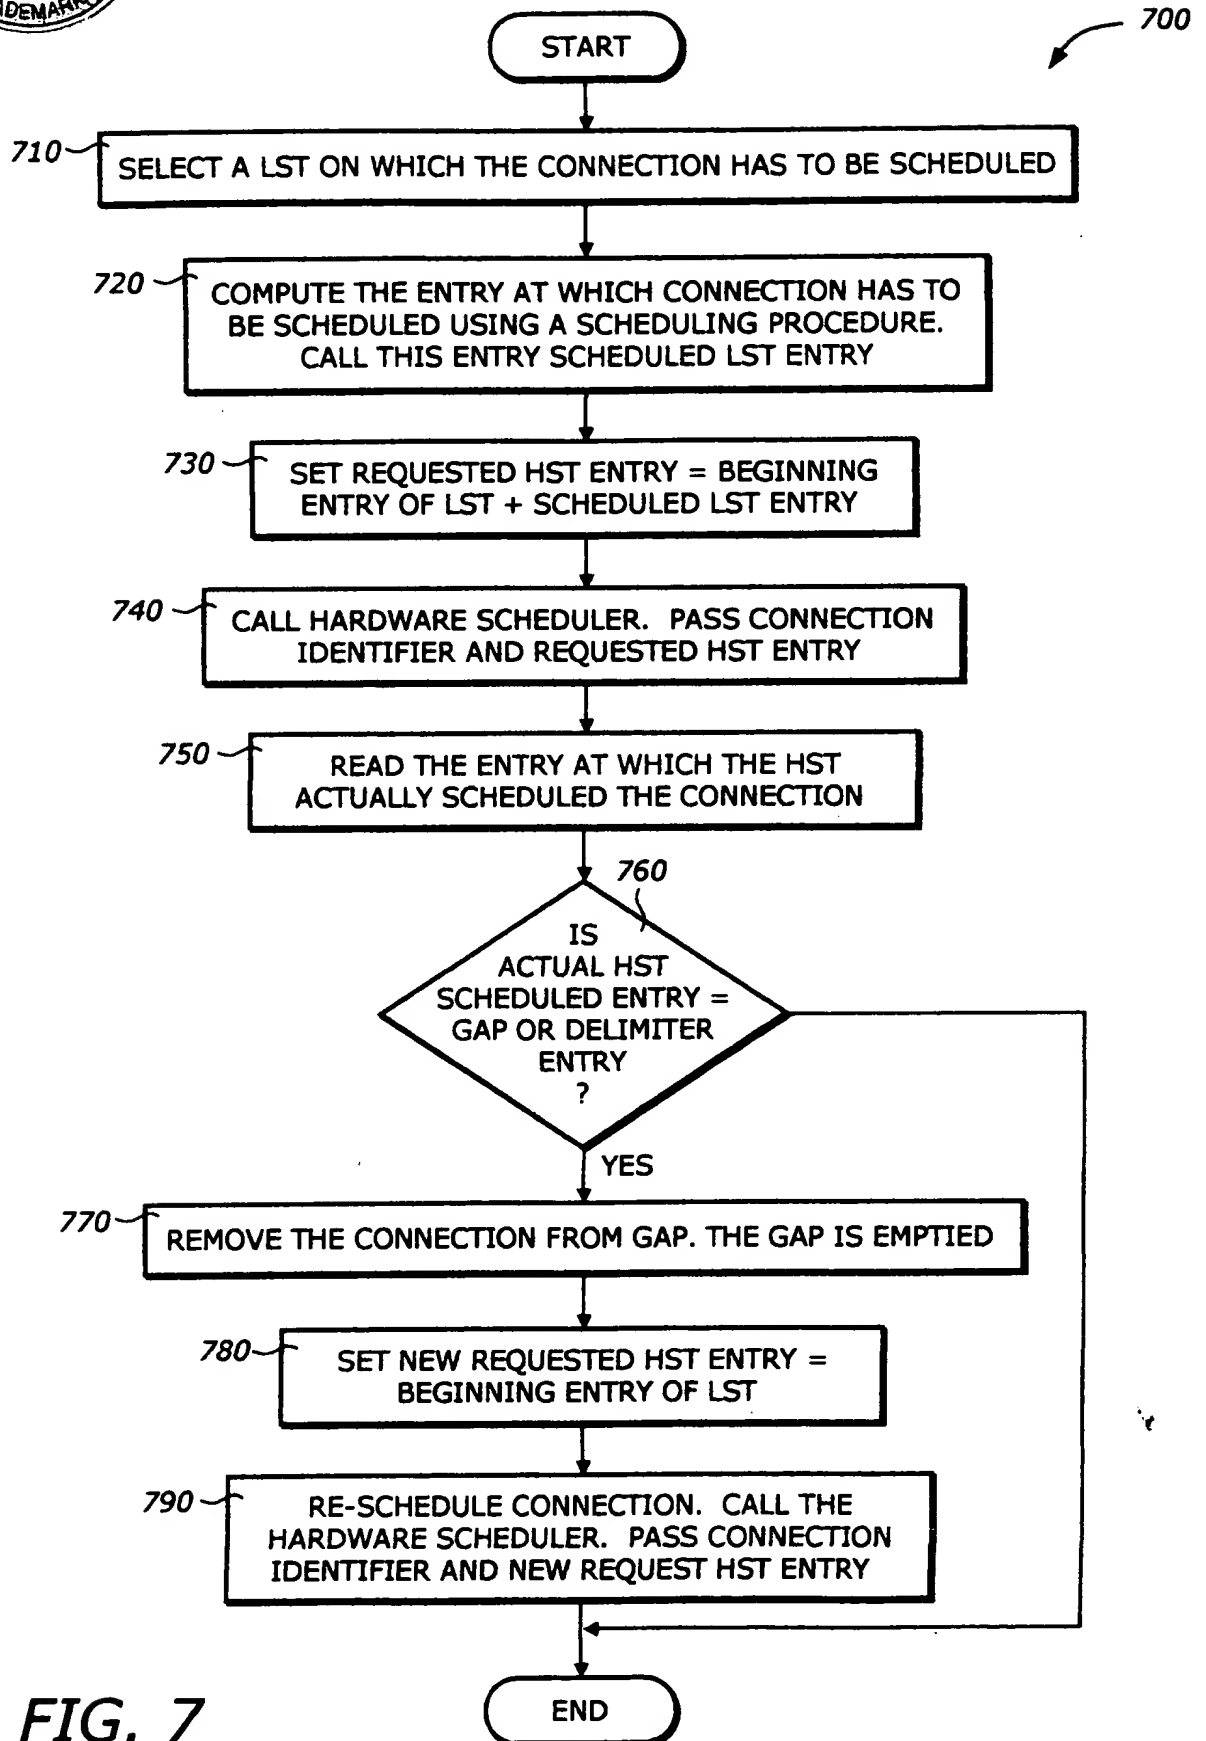 DEMARK
700
START
710
SELECT A LST ON WHICH THE CONNECTION HAS TO BE SCHEDULED
720
COMPUTE THE ENTRY AT WHICH CONNECTION HAS TO
BE SCHEDULED USING A SCHEDULING PROCEDURE.
CALL THIS ENTRY SCHEDULED LST ENTRY
730
SET REQUESTED HST ENTRY = BEGINNING
ENTRY OF LST + SCHEDULED LST ENTRY
740
CALL HARDWARE SCHEDULER. PASS CONNECTION
IDENTIFIER AND REQUESTED HST ENTRY
750
READ THE ENTRY AT WHICH THE HST
ACTUALLY SCHEDULED THE CONNECTION
760
IS
ACTUAL HST
SCHEDULED ENTRY =
GAP OR DELIMITER
ENTRY
?
YES
770
REMOVE THE CONNECTION FROM GAP. THE GAP IS EMPTIED
780
SET NEW REQUESTED HST ENTRY =
BEGINNING ENTRY OF LST
790
RE-SCHEDULE CONNECTION. CALL THE
HARDWARE SCHEDULER. PASS CONNECTION
IDENTIFIER AND NEW REQUEST HST ENTRY
END
FIG. 7